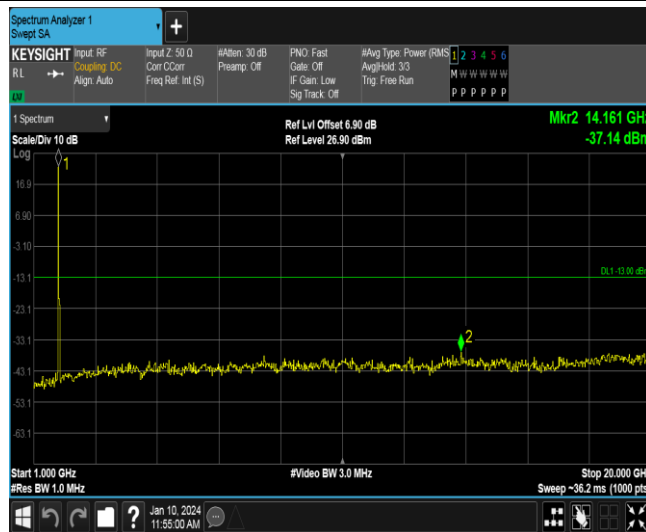 Spectrum Analyzer 1
Swept SA
+
KEYSIGHT Input: RF Input Z: 50 Ω #Atten: 30 dB PNO: Fast #Avg Type: Power (RMS 1 2 3 4 5 6
RL Coupling: DC Corr CCorr Preamp: Off Gate: Off Avg|Hold: 3/3 M W W W W W
Align: Auto Freq Ref: Int (S) IF Gain: Low Trig: Free Run
Sig Track: Off P P P P P P
LXI
1 Spectrum Ref Lvl Offset 6.90 dB Mkr2 14.161 GHz
Scale/Div 10 dB Ref Level 26.90 dBm -37.14 dBm
Log
1
16.9
6.90
-3.10
-13.1 DL1 -13.00 dBm
-23.1
-33.1 2
-43.1
-53.1
-63.1
Start 1.000 GHz #Video BW 3.0 MHz Stop 20.000 GHz
#Res BW 1.0 MHz Sweep ~36.2 ms (1000 pts
? Jan 10, 2024
11:55:00 AM